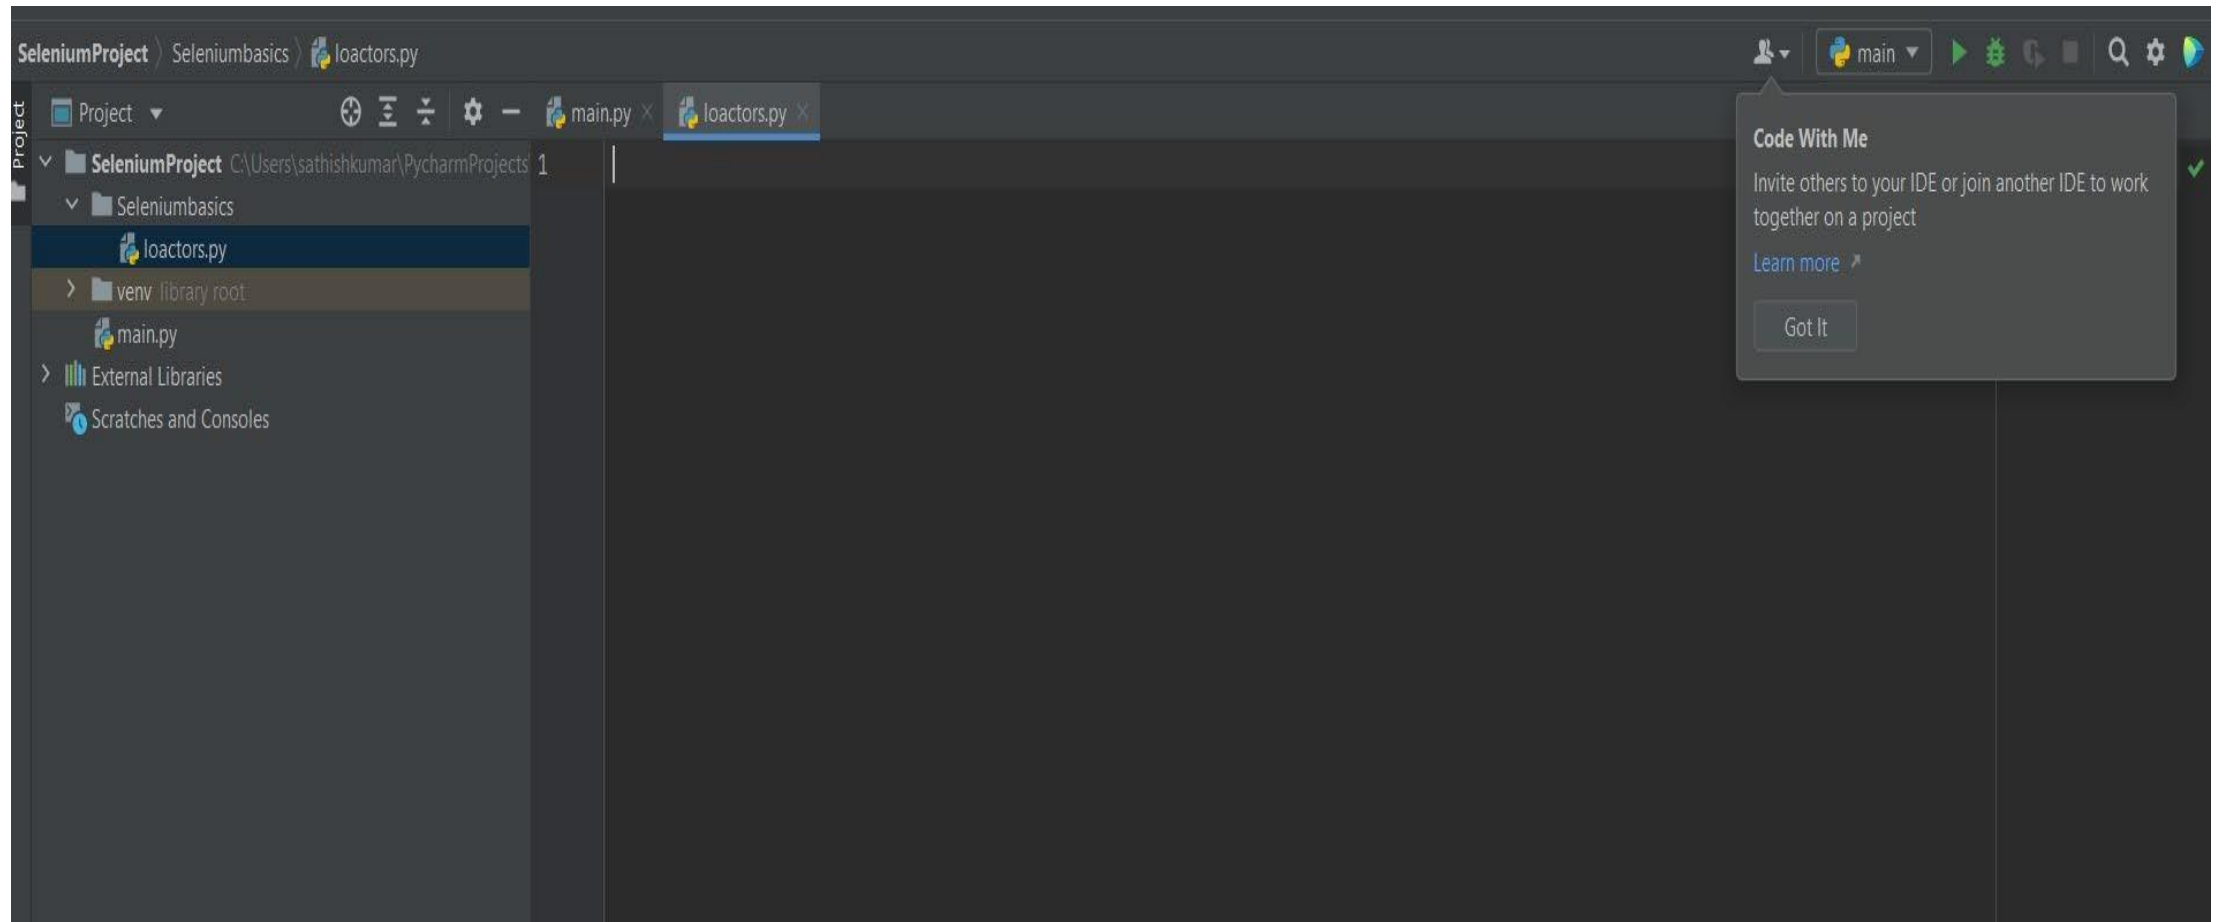 SeleniumProject Seleniumbasics loactors.py
main
Project
Project
main.py
loactors.py
SeleniumProject C:\Users\sathishkumar\PycharmProjects
1
Seleniumbasics
loactors.py
venv library root
main.py
External Libraries
Scratches and Consoles
Code With Me
Invite others to your IDE or join another IDE to work
together on a project
Learn more
Got It